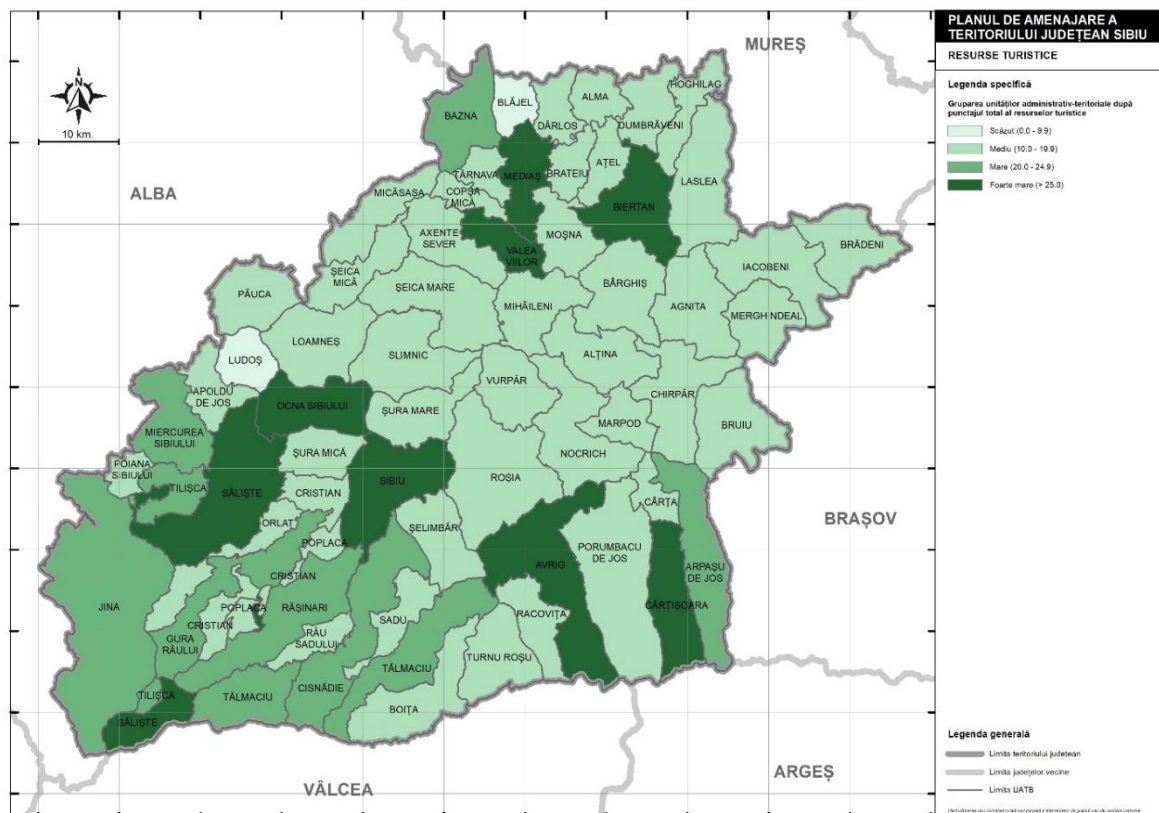 PLANUL DE AMENAJARE A
TERITORIULUI JUDEȚEAN SIBIU
RESURSE TURISTICE
Legenda specifică
Gruparea unităților administrativ-teritoriale după
punctajul total al resurselor turistice
Scăzut (0.0 - 9.9)
Mediu (10.0 - 19.9)
Mare (20.0 - 24.9)
Foarte mare (> 25.0)
N
10 km.
MUREȘ
ALBA
BRAȘOV
ARGEȘ
VÂLCEA
HOGHILAG
BLĂJEL
ALMA
BAZNA
DÂRLOS
DUMBRĂVENI
AȚEL
TÂRNAVA
MEDIAȘ
BRATEIU
LASLEA
MICĂSASA
COPȘA
MICĂ
BIERTAN
AXENTE
SEVER
MOȘNA
VALEA
VIILOR
BRĂDENI
ȘEICA
MICĂ
IACOBENI
PĂUCA
ȘEICA MARE
BÂRGHIȘ
MIHĂILENI
AGNITA
MERGH NDEAL
LOAMNEȘ
LUDOȘ
SLIMNIC
ALȚINA
VURPĂR
APOLDU
DE JOS
CHIRPĂR
OCNA SIBIULUI
ȘURA MARE
MARPOD
BRUIU
MIERCUREA
SIBIULUI
ȘURA MICĂ
NOCRICH
POIANA
SIBIULUI
TILIȘCA
SĂLIȘTE
SIBIU
ROȘIA
CRISTIAN
CÂRȚA
ORLAT
ȘELIMBĂR
POPLACA
PORUMBACU
DE JOS
AVRIG
ARPAȘU
DE JOS
CRISTIAN
JINA
POPLACA
RĂȘINARI
CÂRȚIȘOARA
RACOVIȚA
CRISTIAN
SADU
GURA
RÂULUI
RÂU
SADULUI
TURNU ROȘU
TĂLMACIU
TILIȘCA
TĂLMACIU
CISNĂDIE
BOIȚA
SĂLIȘTE
Legenda generală
Limita teritoriului județean
Limita județelor vecine
Limita UATB